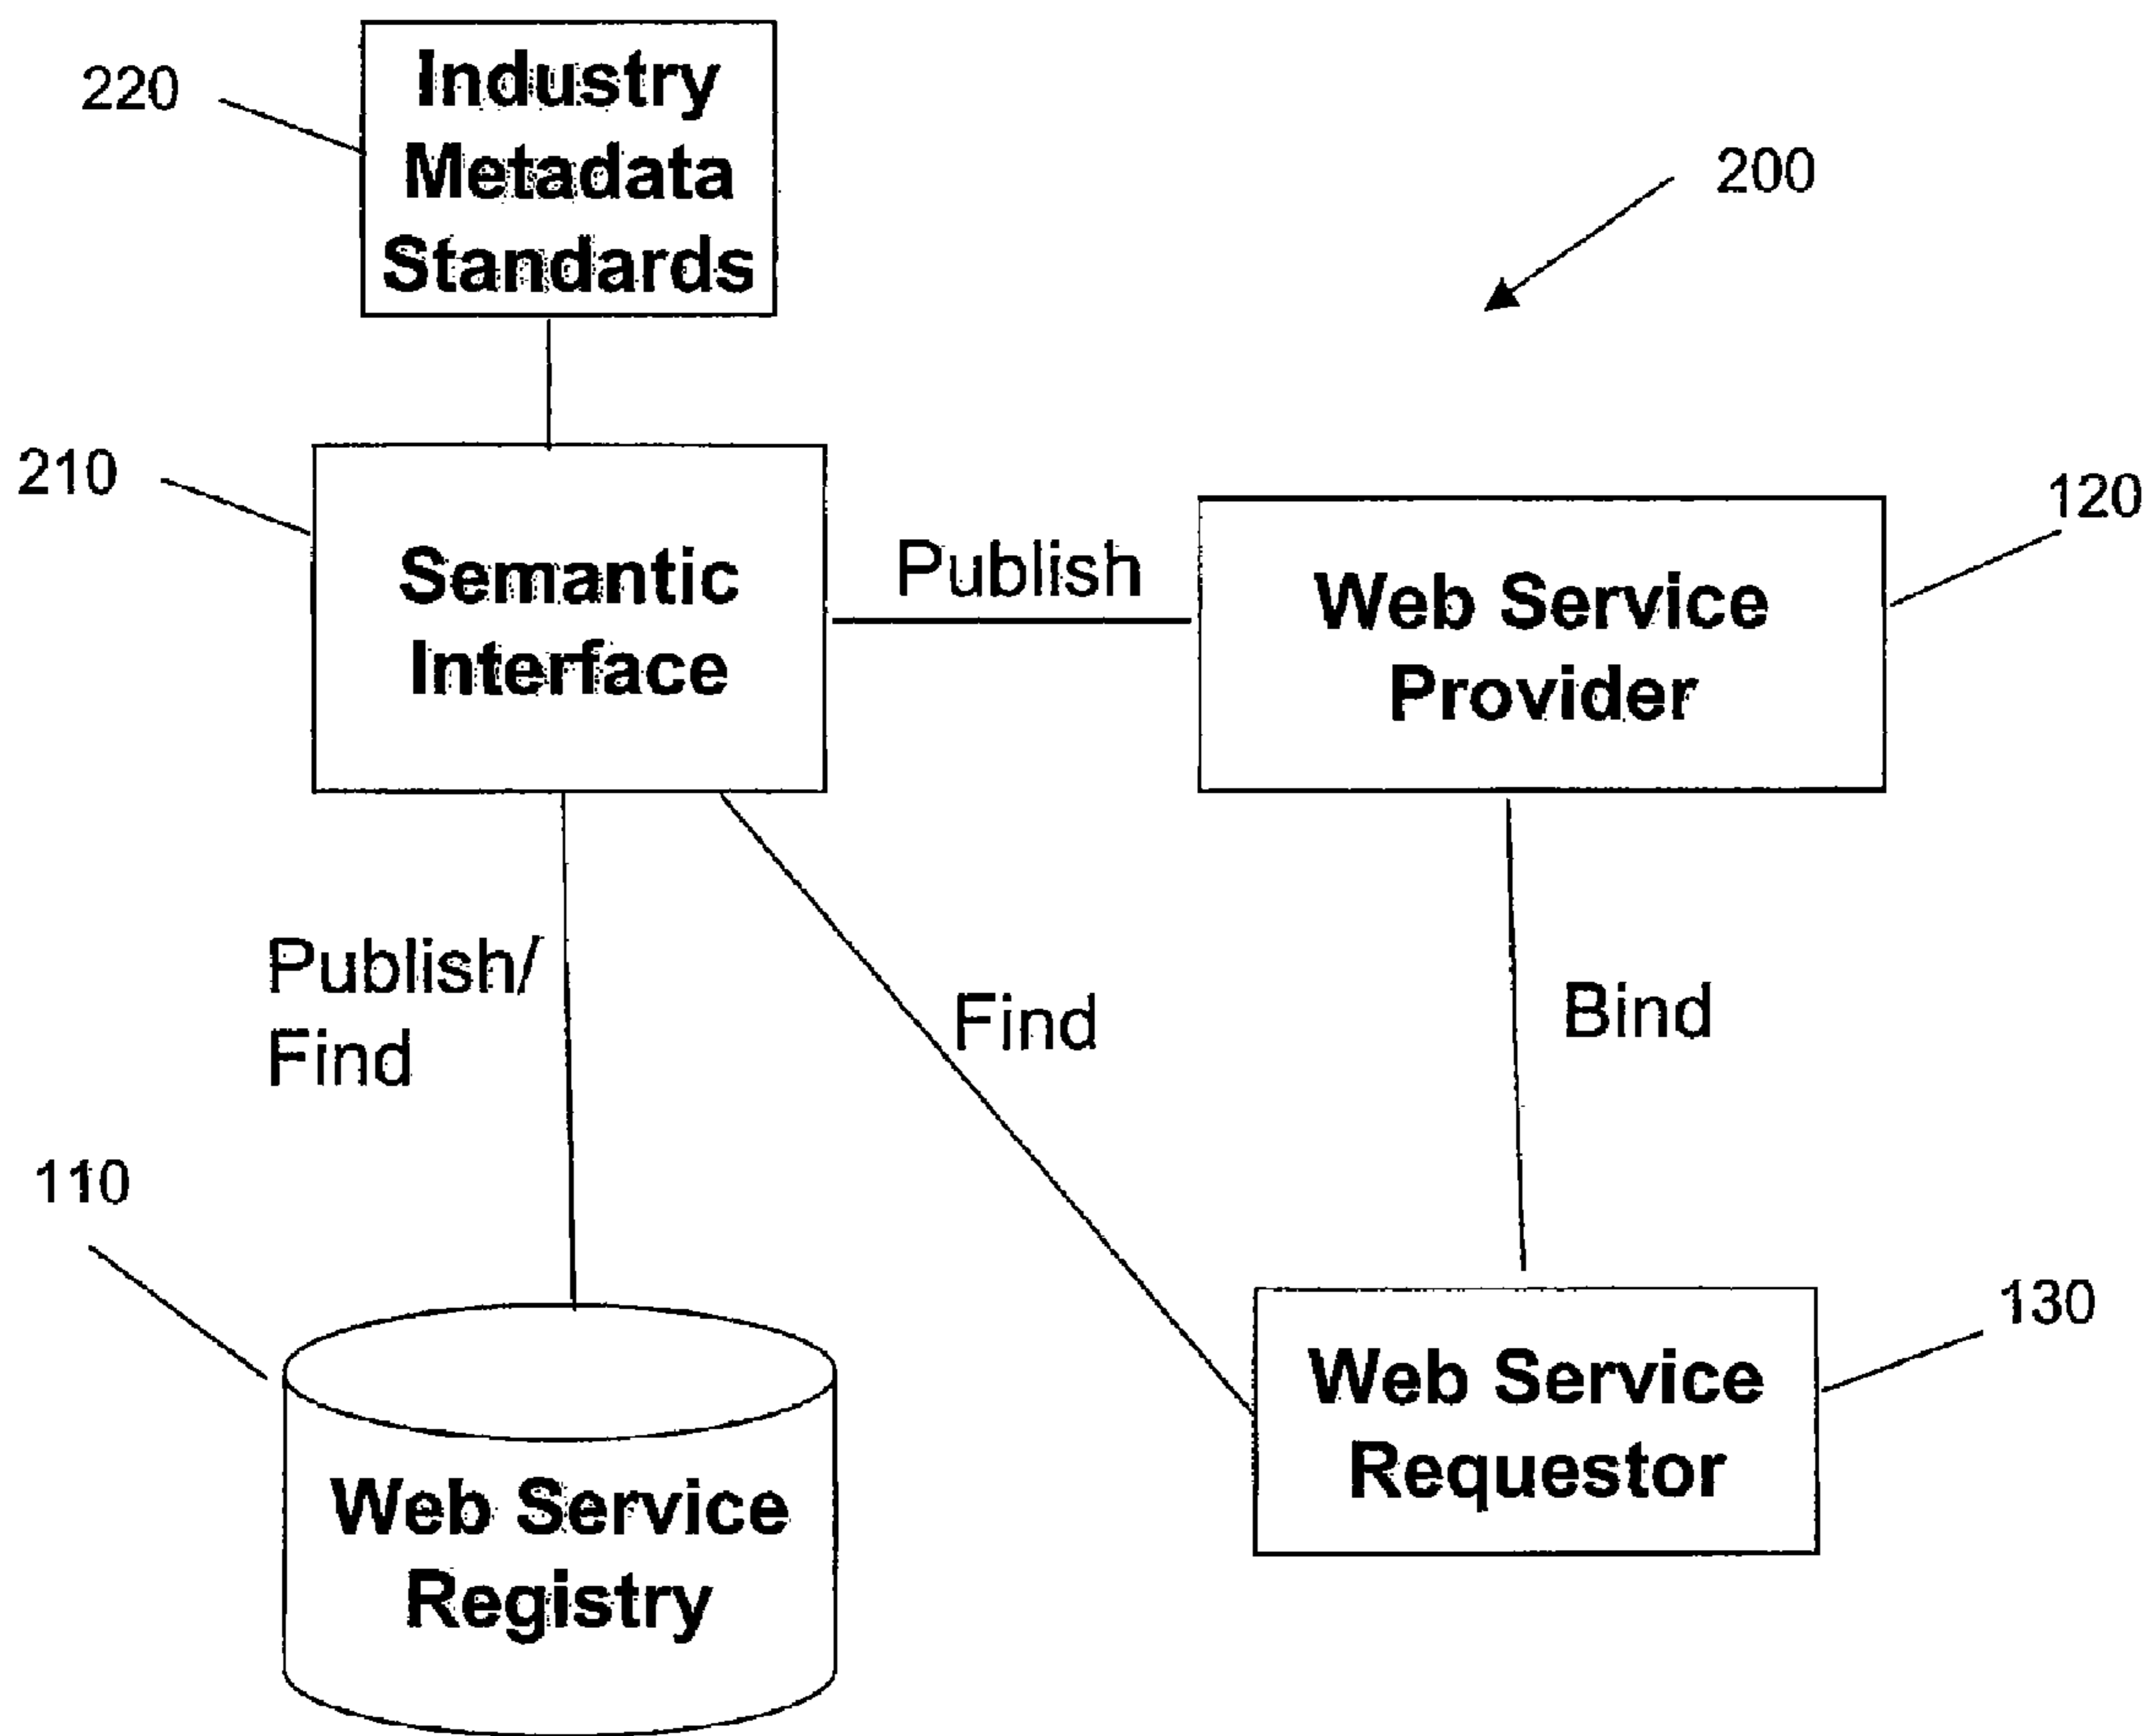 220
Industry
Metadata
Standards
200
210
Semantic
Interface
Publish
120
Web Service
Provider
Publish/
Find
Find
Bind
110
130
Web Service
Requestor
Web Service
Registry